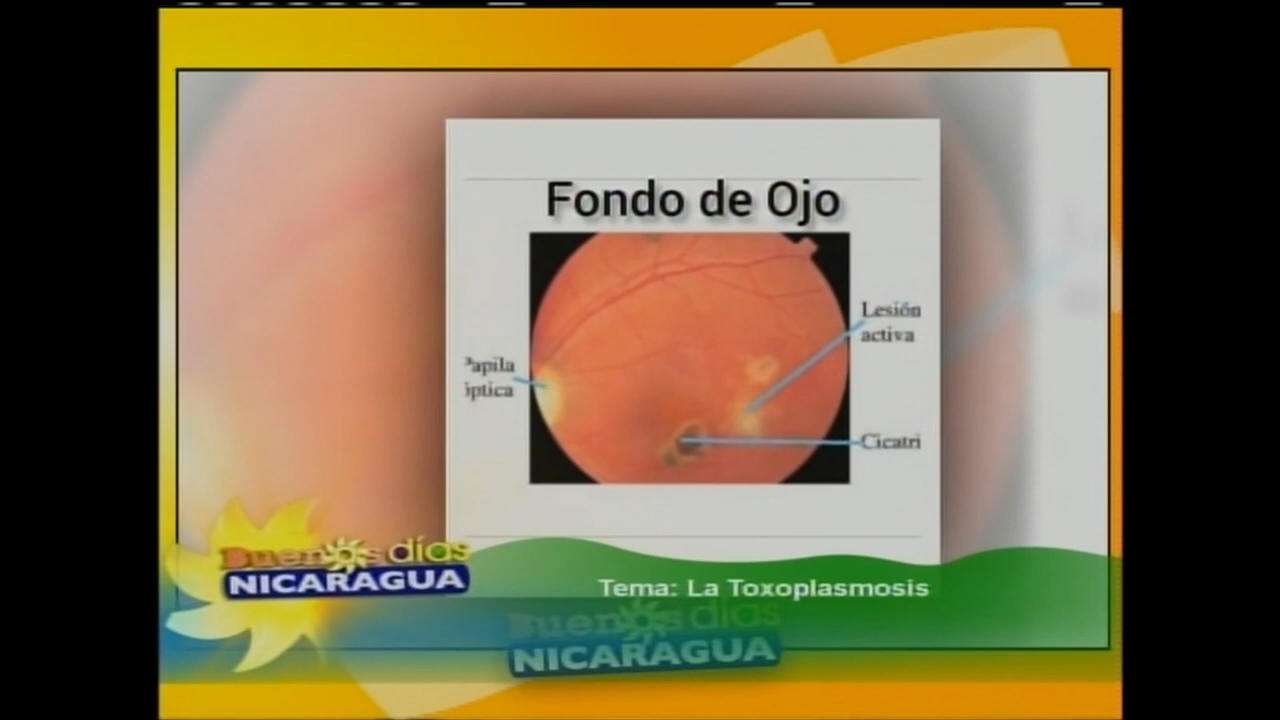 Fondo de Ojo
Lesión
activa
apila
ptica
Cicatri
Buenos días
NICARAGUA
Tema: La Toxoplasmosis
Buenos días
NICARAGUA